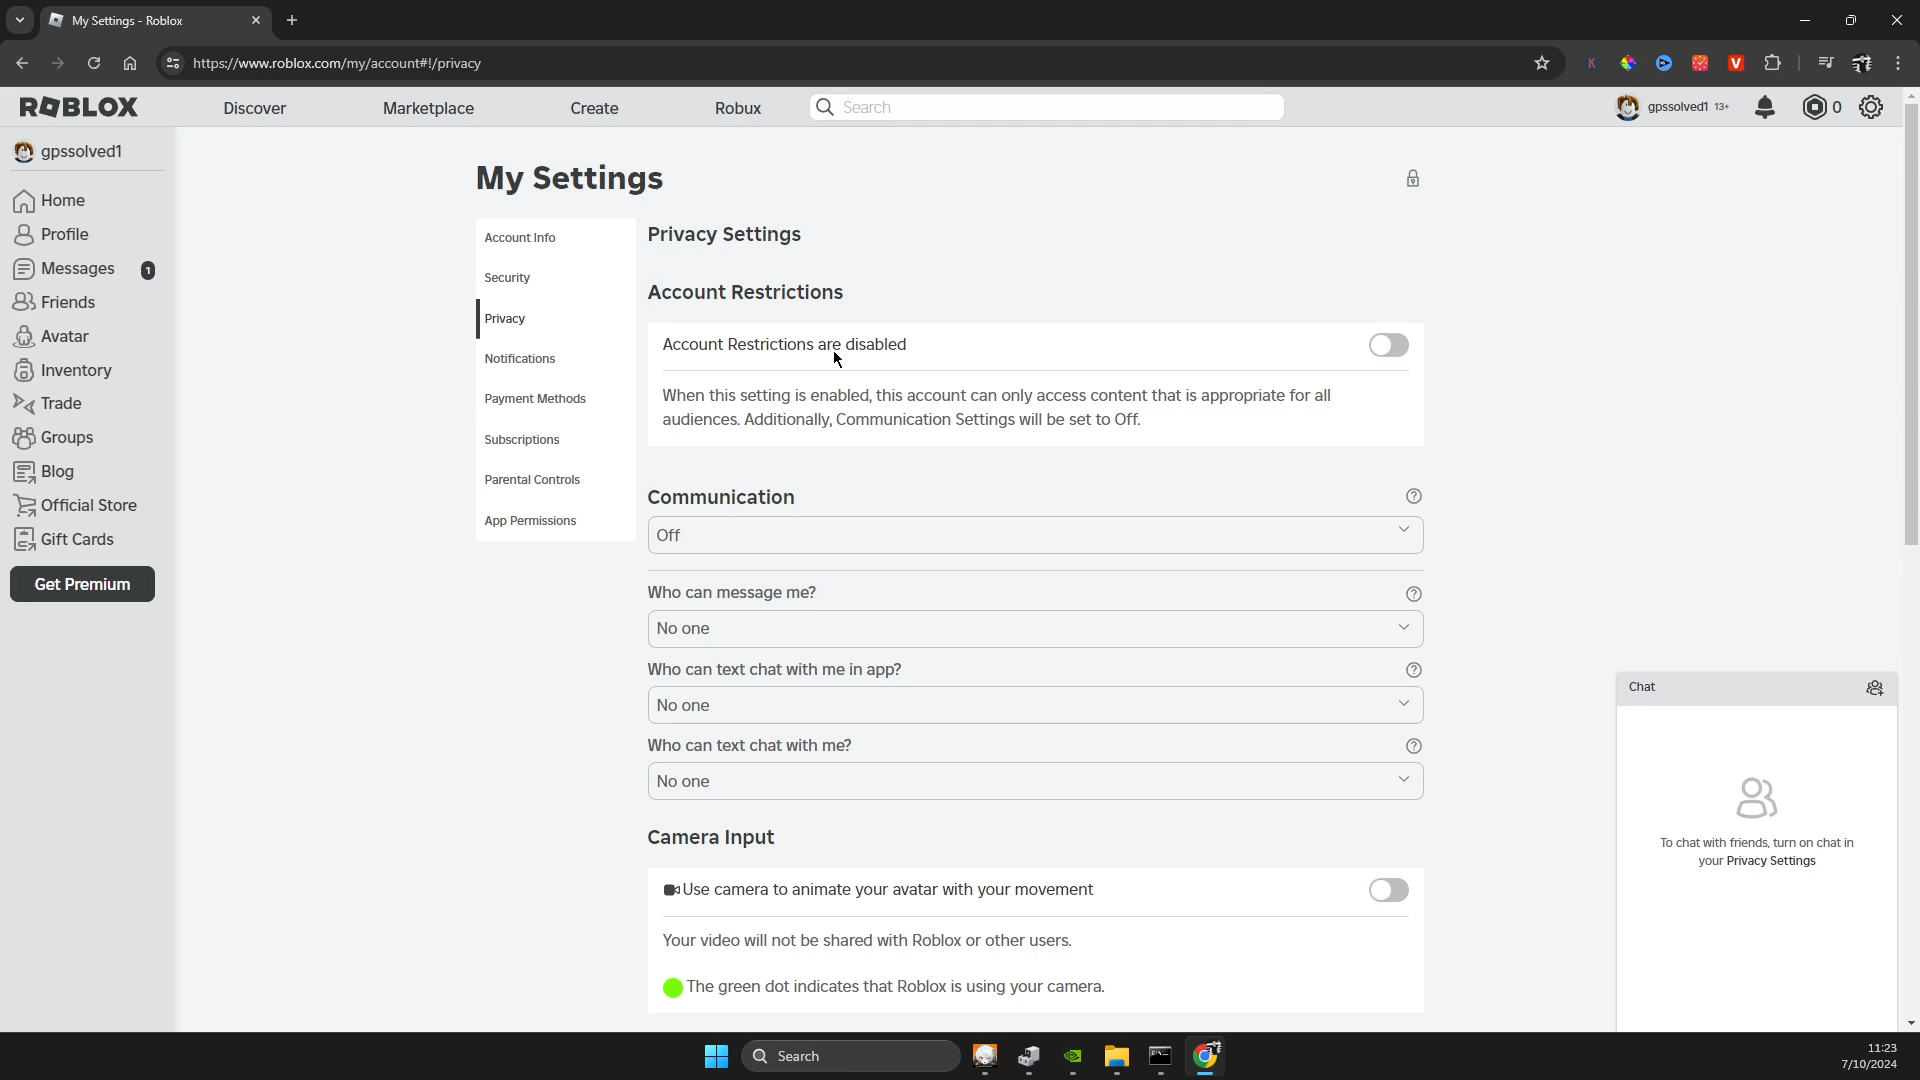 My Settings - Roblox
https://www.roblox.com/my/account#!/privacy
K
V
ROBLOX
Discover
Marketplace
Create
Robux
Search
gpssolved1 13+
0
gpssolved1
Home
Profile
Messages 1
Friends
Avatar
Inventory
Trade
Groups
Blog
Official Store
Gift Cards
Get Premium
My Settings
Account Info
Security
Privacy
Notifications
Payment Methods
Subscriptions
Parental Controls
App Permissions
Privacy Settings
Account Restrictions
Account Restrictions are disabled
When this setting is enabled, this account can only access content that is appropriate for all
audiences. Additionally, Communication Settings will be set to Off.
Communication
Off
Who can message me?
No one
Who can text chat with me in app?
No one
Who can text chat with me?
No one
Camera Input
Use camera to animate your avatar with your movement
Your video will not be shared with Roblox or other users.
The green dot indicates that Roblox is using your camera.
Chat
To chat with friends, turn on chat in
your Privacy Settings
Search
11:23
7/10/2024